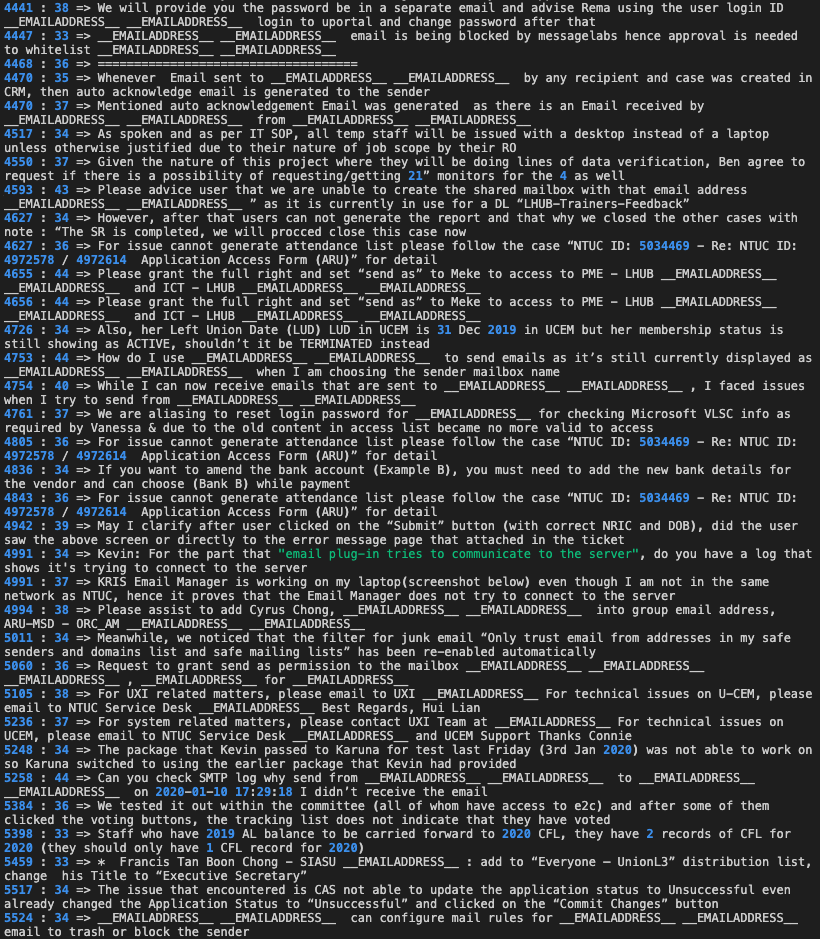 4441 : 38 => We will provide you the password be in a separate email and advise Rema using the user login ID
__EMAILADDRESS__ __EMAILADDRESS__  login to uportal and change password after that
4447 : 33 => __EMAILADDRESS__ __EMAILADDRESS__  email is being blocked by messagelabs hence approval is needed
to whitelist __EMAILADDRESS__ __EMAILADDRESS__
4468 : 36 => ====================================
4470 : 35 => Whenever  Email sent to __EMAILADDRESS__ __EMAILADDRESS__  by any recipient and case was created in
CRM, then auto acknowledge email is generated to the sender
4470 : 37 => Mentioned auto acknowledgement Email was generated  as there is an Email received by
__EMAILADDRESS__ __EMAILADDRESS__  from __EMAILADDRESS__ __EMAILADDRESS__
4517 : 34 => As spoken and as per IT SOP, all temp staff will be issued with a desktop instead of a laptop
unless otherwise justified due to their nature of job scope by their RO
4550 : 37 => Given the nature of this project where they will be doing lines of data verification, Ben agree to
request if there is a possibility of requesting/getting 21” monitors for the 4 as well
4593 : 43 => Please advice user that we are unable to create the shared mailbox with that email address
__EMAILADDRESS__ __EMAILADDRESS__ ” as it is currently in use for a DL “LHUB-Trainers-Feedback”
4627 : 34 => However, after that users can not generate the report and that why we closed the other cases with
note : “The SR is completed, we will procced close this case now
4627 : 36 => For issue cannot generate attendance list please follow the case “NTUC ID: 5034469 – Re: NTUC ID:
4972578 / 4972614  Application Access Form (ARU)” for detail
4655 : 44 => Please grant the full right and set “send as” to Meke to access to PME – LHUB __EMAILADDRESS__
__EMAILADDRESS__  and ICT – LHUB __EMAILADDRESS__ __EMAILADDRESS__
4656 : 44 => Please grant the full right and set “send as” to Meke to access to PME – LHUB __EMAILADDRESS__
__EMAILADDRESS__  and ICT – LHUB __EMAILADDRESS__ __EMAILADDRESS__
4726 : 34 => Also, her Left Union Date (LUD) LUD in UCEM is 31 Dec 2019 in UCEM but her membership status is
still showing as ACTIVE, shouldn’t it be TERMINATED instead
4753 : 44 => How do I use __EMAILADDRESS__ __EMAILADDRESS__  to send emails as it’s still currently displayed as
__EMAILADDRESS__ __EMAILADDRESS__  when I am choosing the sender mailbox name
4754 : 40 => While I can now receive emails that are sent to __EMAILADDRESS__ __EMAILADDRESS__ , I faced issues
when I try to send from __EMAILADDRESS__ __EMAILADDRESS__
4761 : 37 => We are aliasing to reset login password for __EMAILADDRESS__ for checking Microsoft VLSC info as
required by Vanessa & due to the old content in access list became no more valid to access
4805 : 36 => For issue cannot generate attendance list please follow the case “NTUC ID: 5034469 – Re: NTUC ID:
4972578 / 4972614  Application Access Form (ARU)” for detail
4836 : 34 => If you want to amend the bank account (Example B), you must need to add the new bank details for
the vendor and can choose (Bank B) while payment
4843 : 36 => For issue cannot generate attendance list please follow the case “NTUC ID: 5034469 – Re: NTUC ID:
4972578 / 4972614  Application Access Form (ARU)” for detail
4942 : 39 => May I clarify after user clicked on the “Submit” button (with correct NRIC and DOB), did the user
saw the above screen or directly to the error message page that attached in the ticket
4991 : 34 => Kevin: For the part that "email plug-in tries to communicate to the server", do you have a log that
shows it's trying to connect to the server
4991 : 37 => KRIS Email Manager is working on my laptop(screenshot below) even though I am not in the same
network as NTUC, hence it proves that the Email Manager does not try to connect to the server
4994 : 38 => Please assist to add Cyrus Chong, __EMAILADDRESS__ __EMAILADDRESS__  into group email address,
ARU-MSD – ORC_AM __EMAILADDRESS__ __EMAILADDRESS__
5011 : 34 => Meanwhile, we noticed that the filter for junk email “Only trust email from addresses in my safe
senders and domains list and safe mailing lists” has been re-enabled automatically
5060 : 36 => Request to grant send as permission to the mailbox __EMAILADDRESS__ __EMAILADDRESS__
__EMAILADDRESS__ , __EMAILADDRESS__ for __EMAILADDRESS__
5105 : 38 => For UXI related matters, please email to UXI __EMAILADDRESS__ For technical issues on U-CEM, please
email to NTUC Service Desk __EMAILADDRESS__ Best Regards, Hui Lian
5236 : 37 => For system related matters, please contact UXI Team at __EMAILADDRESS__ For technical issues on
UCEM, please email to NTUC Service Desk __EMAILADDRESS__ and UCEM Support Thanks Connie
5248 : 34 => The package that Kevin passed to Karuna for test last Friday (3rd Jan 2020) was not able to work on
so Karuna switched to using the earlier package that Kevin had provided
5258 : 44 => Can you check SMTP log why send from __EMAILADDRESS__ __EMAILADDRESS__  to __EMAILADDRESS__
__EMAILADDRESS__  on 2020-01-10 17:29:18 I didn’t receive the email
5384 : 36 => We tested it out within the committee (all of whom have access to e2c) and after some of them
clicked the voting buttons, the tracking list does not indicate that they have voted
5398 : 33 => Staff who have 2019 AL balance to be carried forward to 2020 CFL, they have 2 records of CFL for
2020 (they should only have 1 CFL record for 2020)
5459 : 33 => *  Francis Tan Boon Chong – SIASU __EMAILADDRESS__ : add to “Everyone – UnionL3” distribution list,
change  his Title to “Executive Secretary”
5517 : 34 => The issue that encountered is CAS not able to update the application status to Unsuccessful even
already changed the Application Status to “Unsuccessful” and clicked on the “Commit Changes” button
5524 : 34 => __EMAILADDRESS__ __EMAILADDRESS__  can configure mail rules for __EMAILADDRESS__ __EMAILADDRESS__
email to trash or block the sender